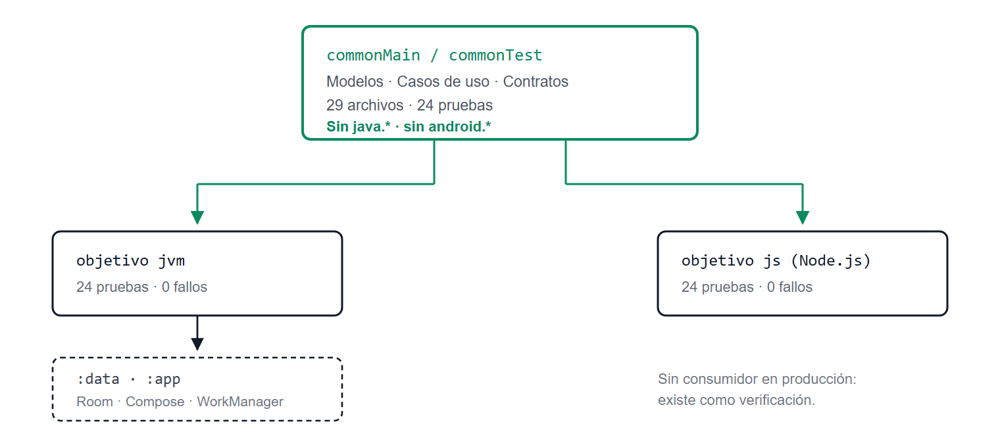 commonMain / commonTest
Modelos · Casos de uso · Contratos
29 archivos · 24 pruebas
Sin java.* · sin android.*
objetivo jvm
24 pruebas · 0 fallos
objetivo js (Node.js)
24 pruebas · 0 fallos
:data · :app
Room · Compose · WorkManager
Sin consumidor en producción:
existe como verificación.